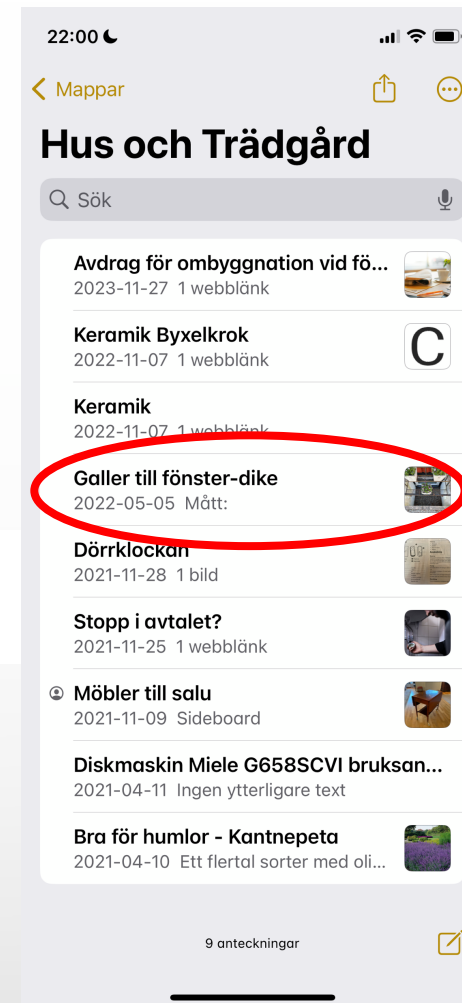 22:00
Mappar
Hus och Trädgård
Sök
Avdrag för ombyggnation vid fö...
2023-11-27 1 webblänk
Keramik Byxelkrok
2022-11-07 1 webblänk
C
Keramik
2022-11-07 1 webblänk
Galler till fönster-dike
2022-05-05 Mått:
Dörrklockan
2021-11-28 1 bild
Stopp i avtalet?
2021-11-25 1 webblänk
Möbler till salu
2021-11-09 Sideboard
Diskmaskin Miele G658SCVI bruksan...
2021-04-11 Ingen ytterligare text
Bra för humlor - Kantnepeta
2021-04-10 Ett flertal sorter med oli...
9 anteckningar